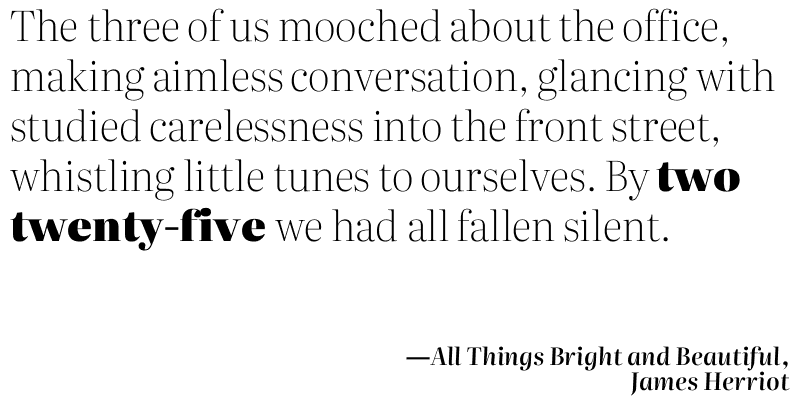 The three of us mooched about the office,
making aimless conversation, glancing with
studied carelessness into the front street,
whistling little tunes to ourselves. By two
twenty-five we had all fallen silent.
—All Things Bright and Beautiful,
James Herriot